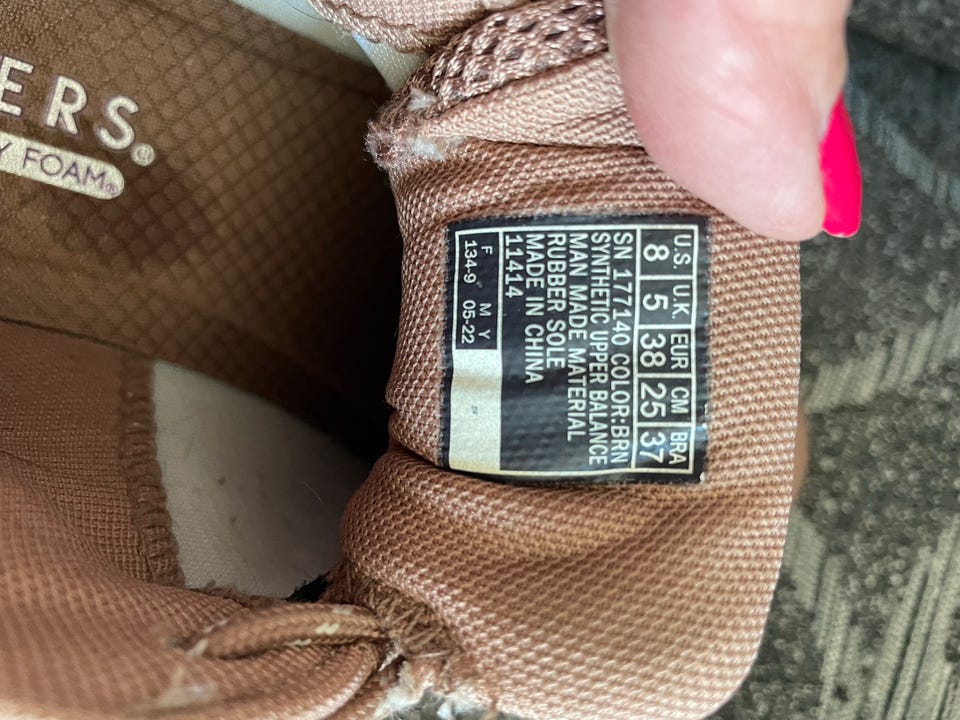 ERS®
Y FOAM®
U.S. U.K. EUR CM BRA
8 5 38 25 37
SN 177140 COLOR:BRN
SYNTHETIC UPPER BALANCE
MAN MADE MATERIAL
RUBBER SOLE
MADE IN CHINA
11414
F M Y
134-9 05-22